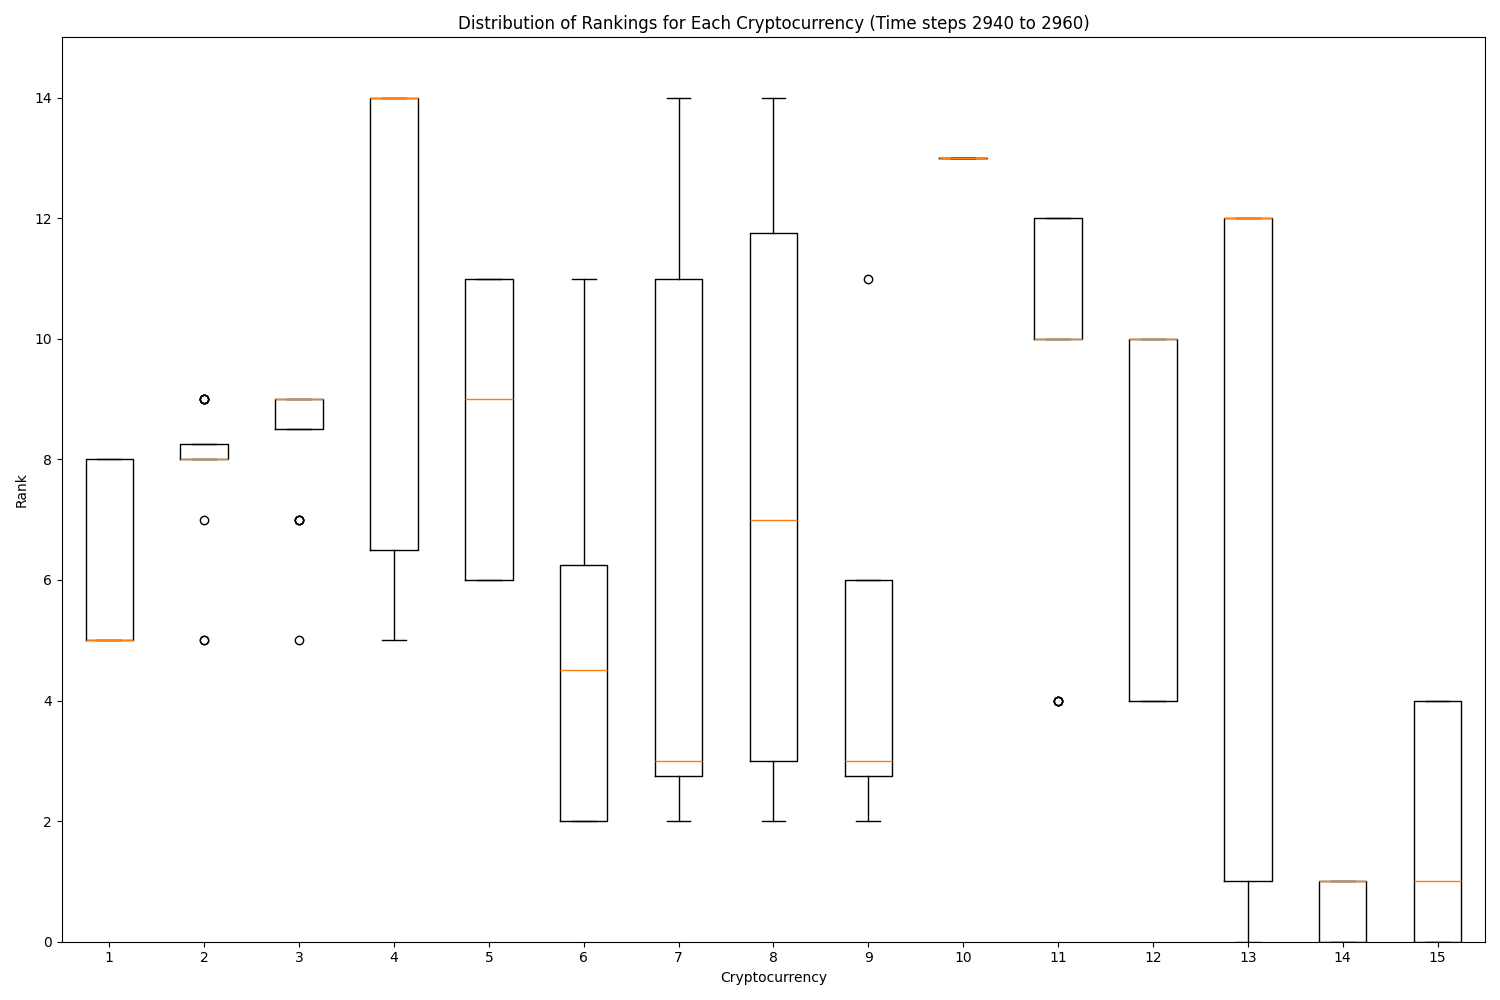 Distribution of Rankings for Each Cryptocurrency (Time steps 2940 to 2960)
14
12
10
8
6
4
2
0
Rank
1 2 3 4 5 6 7 8 9 10 11 12 13 14 15
Cryptocurrency